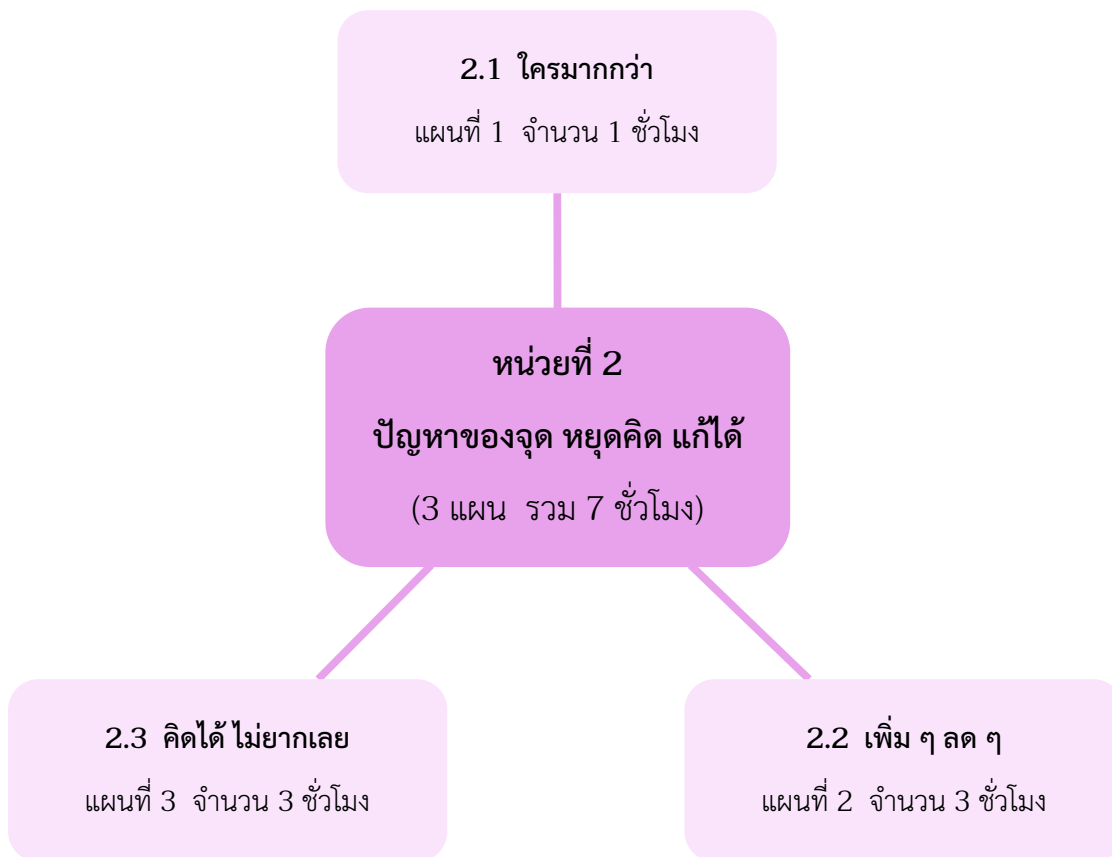 2.1 ใครมากกว่า
แผนที่ 1 จำนวน 1 ชั่วโมง
หน่วยที่ 2
ปัญหาของจุด หยุดคิด แก้ได้
(3 แผน รวม 7 ชั่วโมง)
2.3 คิดได้ ไม่ยากเลย
แผนที่ 3 จำนวน 3 ชั่วโมง
2.2 เพิ่ม ๆ ลด ๆ
แผนที่ 2 จำนวน 3 ชั่วโมง